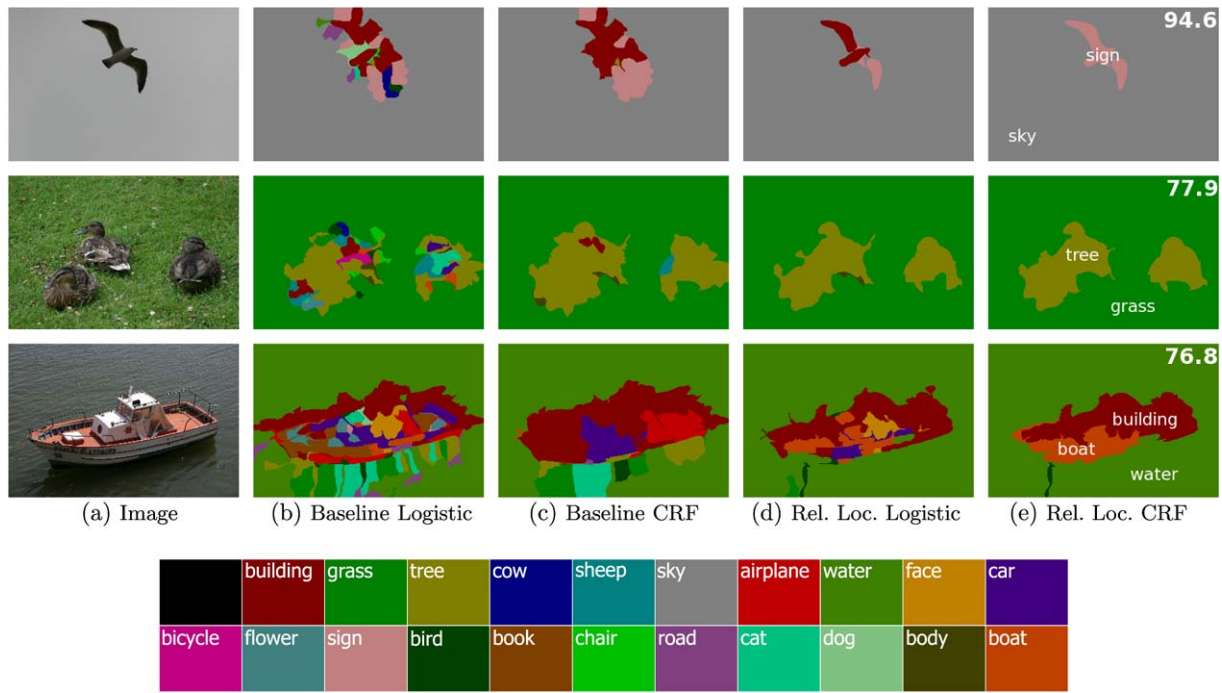 94.6
sign
sky
77.9
tree
grass
76.8
building
boat
water
(a) Image (b) Baseline Logistic (c) Baseline CRF (d) Rel. Loc. Logistic (e) Rel. Loc. CRF
building grass tree cow sheep sky airplane water face car
bicycle flower sign bird book chair road cat dog body boat